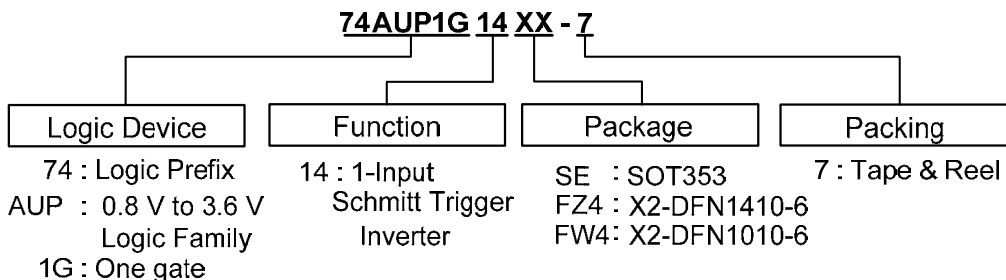 74AUP1G 14 XX - 7
Logic Device
74 : Logic Prefix
AUP : 0.8 V to 3.6 V
Logic Family
1G : One gate
Function
14 : 1-Input
Schmitt Trigger
Inverter
Package
SE : SOT353
FZ4 : X2-DFN1410-6
FW4: X2-DFN1010-6
Packing
7 : Tape & Reel